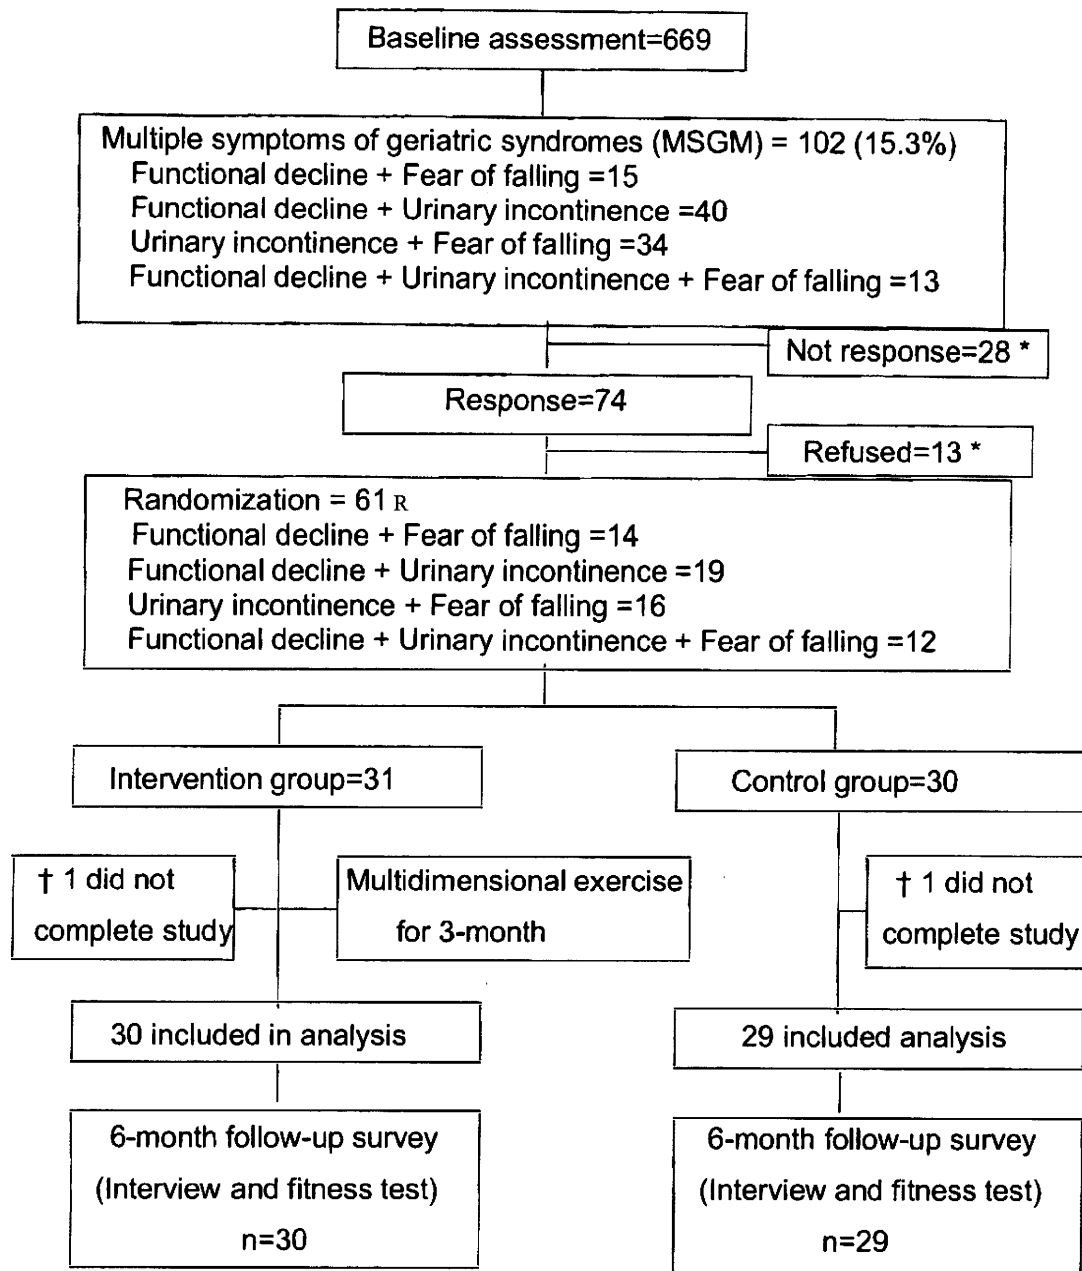 Baseline assessment=669
Multiple symptoms of geriatric syndromes (MSGM) = 102 (15.3%)
Functional decline + Fear of falling =15
Functional decline + Urinary incontinence =40
Urinary incontinence + Fear of falling =34
Functional decline + Urinary incontinence + Fear of falling =13
Not response=28 *
Response=74
Refused=13 *
Randomization = 61 R
Functional decline + Fear of falling =14
Functional decline + Urinary incontinence =19
Urinary incontinence + Fear of falling =16
Functional decline + Urinary incontinence + Fear of falling =12
Intervention group=31
Control group=30
† 1 did not
complete study
Multidimensional exercise
for 3-month
† 1 did not
complete study
30 included in analysis
29 included analysis
6-month follow-up survey
(Interview and fitness test)
n=30
6-month follow-up survey
(Interview and fitness test)
n=29